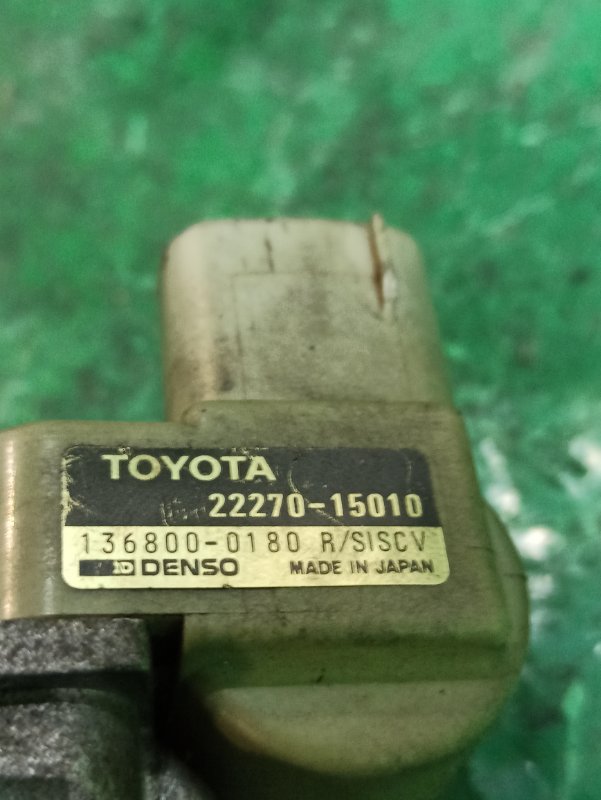 TOYOTA
22270-15010
136800-0180 R/SISCV
DENSO MADE IN JAPAN